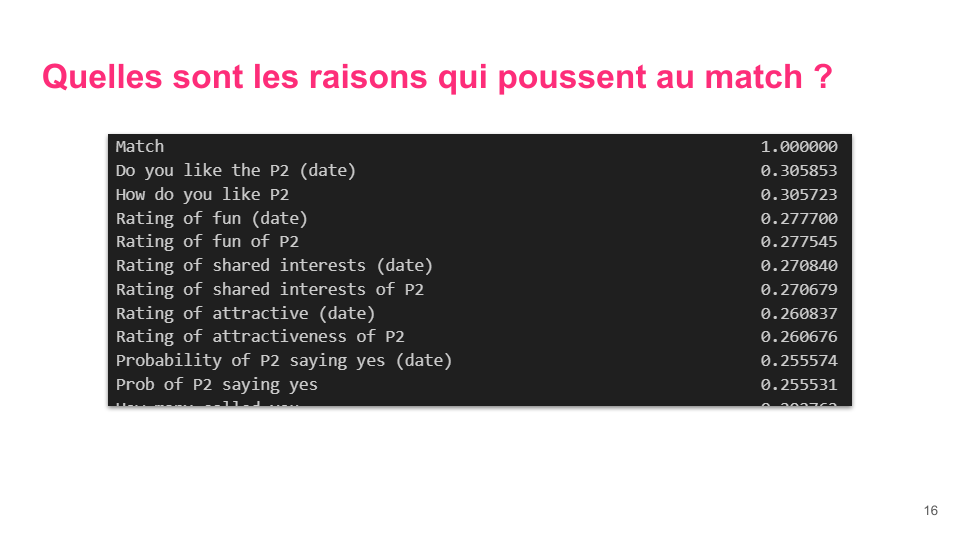 Quelles sont les raisons qui poussent au match ?
Match 1.000000
Do you like the P2 (date) 0.305853
How do you like P2 0.305723
Rating of fun (date) 0.277700
Rating of fun of P2 0.277545
Rating of shared interests (date) 0.270840
Rating of shared interests of P2 0.270679
Rating of attractive (date) 0.260837
Rating of attractiveness of P2 0.260676
Probability of P2 saying yes (date) 0.255574
Prob of P2 saying yes 0.255531
16